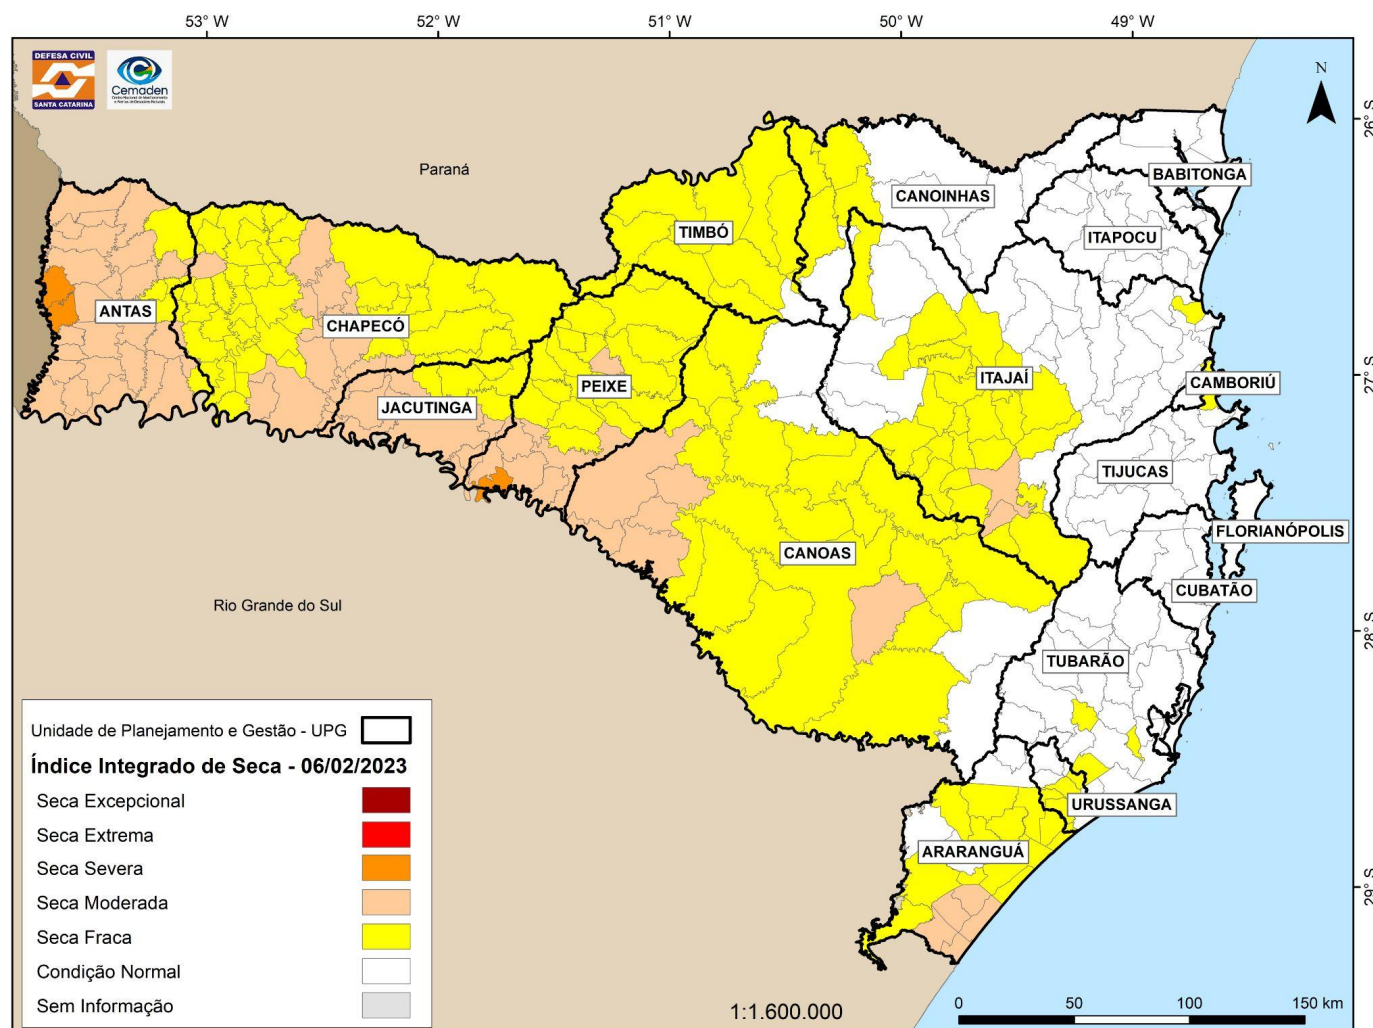 53° W
52° W
51° W
50° W
49° W
DEFESA CIVIL
SANTA CATARINA
Cemaden
N
26° S
Paraná
BABITONGA
CANOINHAS
TIMBÓ
ITAPOCU
ANTAS
CHAPECÓ
27° S
PEIXE
ITAJAÍ
CAMBORIÚ
JACUTINGA
TIJUCAS
FLORIANÓPOLIS
CANOAS
CUBATÃO
Rio Grande do Sul
28° S
TUBARÃO
Unidade de Planejamento e Gestão - UPG
Índice Integrado de Seca - 06/02/2023
Seca Excepcional
Seca Extrema
Seca Severa
Seca Moderada
Seca Fraca
Condição Normal
Sem Informação
URUSSANGA
ARARANGUÁ
29° S
1:1.600.000
0 50 100 150 km